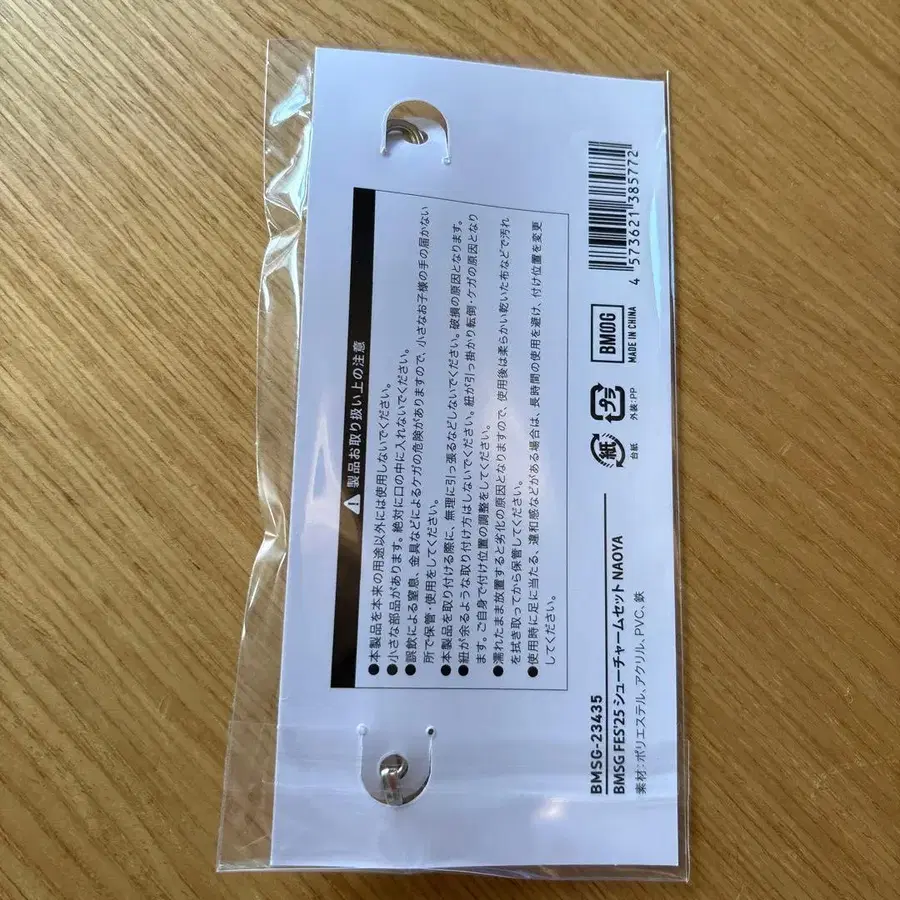 ⚠ 製品お取り扱い上の注意
●本製品を本来の用途以外には使用しないでください。
●小さな部品があります。絶対に口の中に入れないでください。
●誤飲による窒息、金具などによるケガの危険がありますので、小さなお子様の手の届かない
所で保管・使用をしてください。
●本製品を取り付ける際に、無理に引っ張るなどしないでください。破損の原因となります。
●紐が余るような取り付け方はしないでください。紐が引っ掛かり転倒・ケガの原因となり
ます。ご自身で付け位置の調整をしてください。
●濡れたまま放置すると劣化の原因となりますので、使用後は柔らかい乾いた布などで汚れ
を拭き取ってから保管してください。
●使用時に足に当たる、違和感などがある場合は、長時間の使用を避け、付け位置を変更
してください。
BMSG-23435
BMSG FES'25 シューチャームセット NAOYA
素材：ポリエステル、アクリル、PVC、鉄
紙
台紙
プラ
外装：PP
BMSG
MADE IN CHINA
4 573621 385772